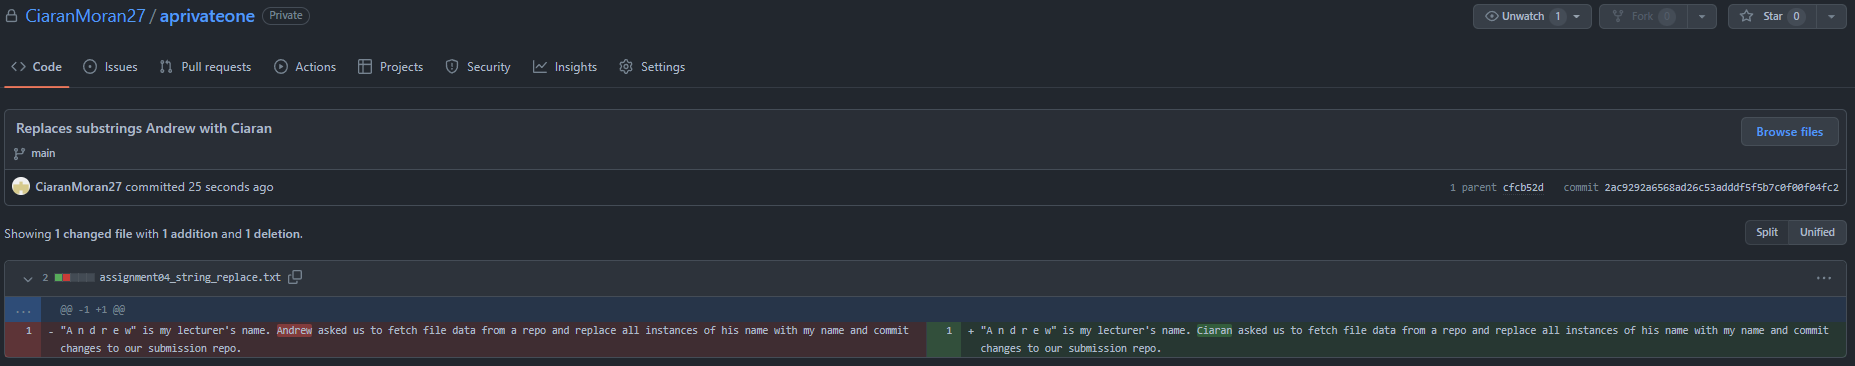 CiaranMoran27 / aprivateone Private
Unwatch 1
Fork 0
Star 0
Code
Issues
Pull requests
Actions
Projects
Security
Insights
Settings
Replaces substrings Andrew with Ciaran
Browse files
main
CiaranMoran27 committed 25 seconds ago
1 parent cfcb52d commit 2ac9292a6568ad26c53adddf5f5b7c0f00f04fc2
Showing 1 changed file with 1 addition and 1 deletion.
Split Unified
2 assignment04_string_replace.txt
@@ -1 +1 @@
1 - "A n d r e w" is my lecturer's name. Andrew asked us to fetch file data from a repo and replace all instances of his name with my name and commit
changes to our submission repo.
1 + "A n d r e w" is my lecturer's name. Ciaran asked us to fetch file data from a repo and replace all instances of his name with my name and commit
changes to our submission repo.